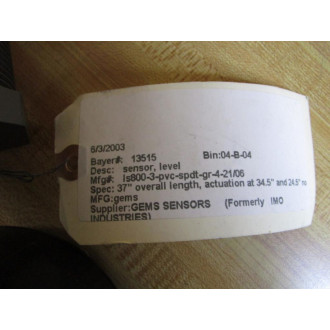 6/3/2003
Bayer#: 13515 Bin:04-B-04
Desc: sensor, level
Mfg#: ls800-3-pvc-spdt-gr-4-21/06
Spec: 37" overall length, actuation at 34.5" and 24.5"
MFG:gems
Supplier:GEMS SENSORS (Formerly IMO
INDUSTRIES)